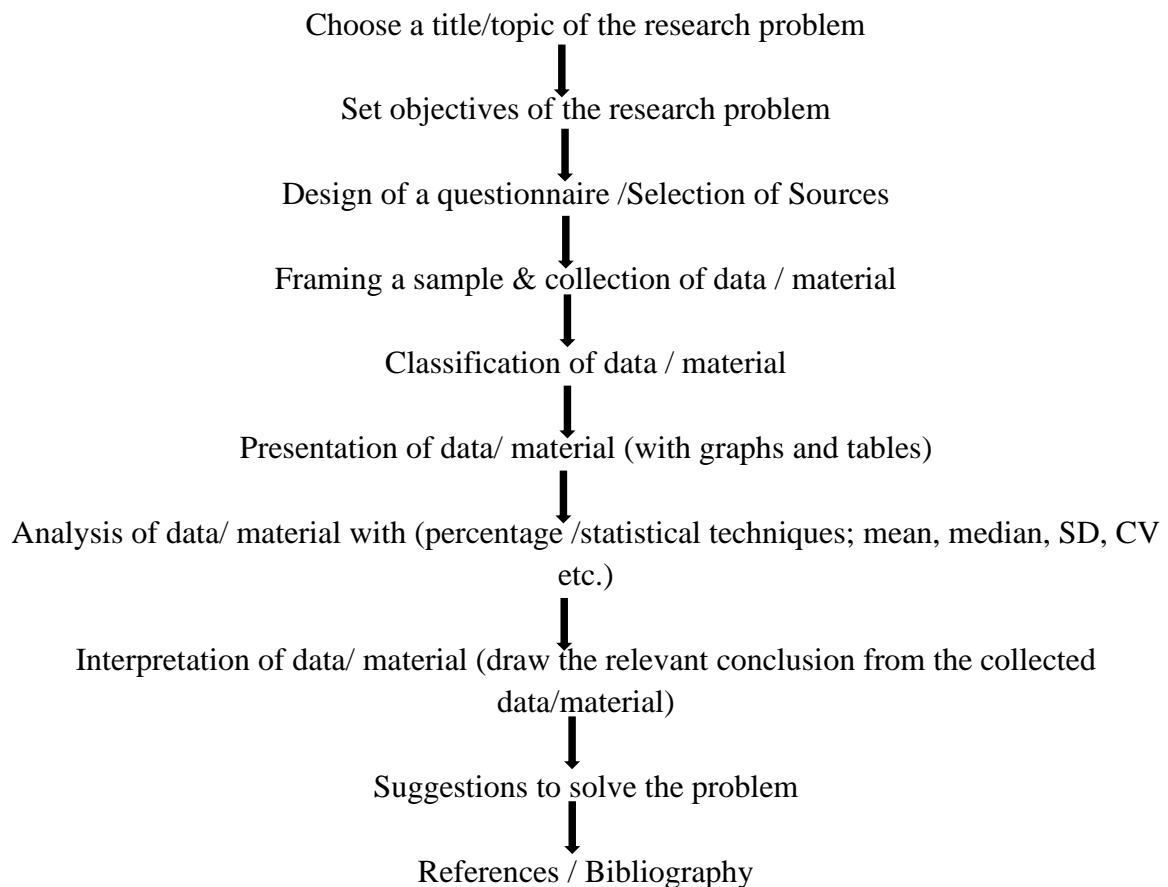 Choose a title/topic of the research problem
Set objectives of the research problem
Design of a questionnaire /Selection of Sources
Framing a sample & collection of data / material
Classification of data / material
Presentation of data/ material (with graphs and tables)
Analysis of data/ material with (percentage /statistical techniques; mean, median, SD, CV
etc.)
Interpretation of data/ material (draw the relevant conclusion from the collected
data/material)
Suggestions to solve the problem
References / Bibliography